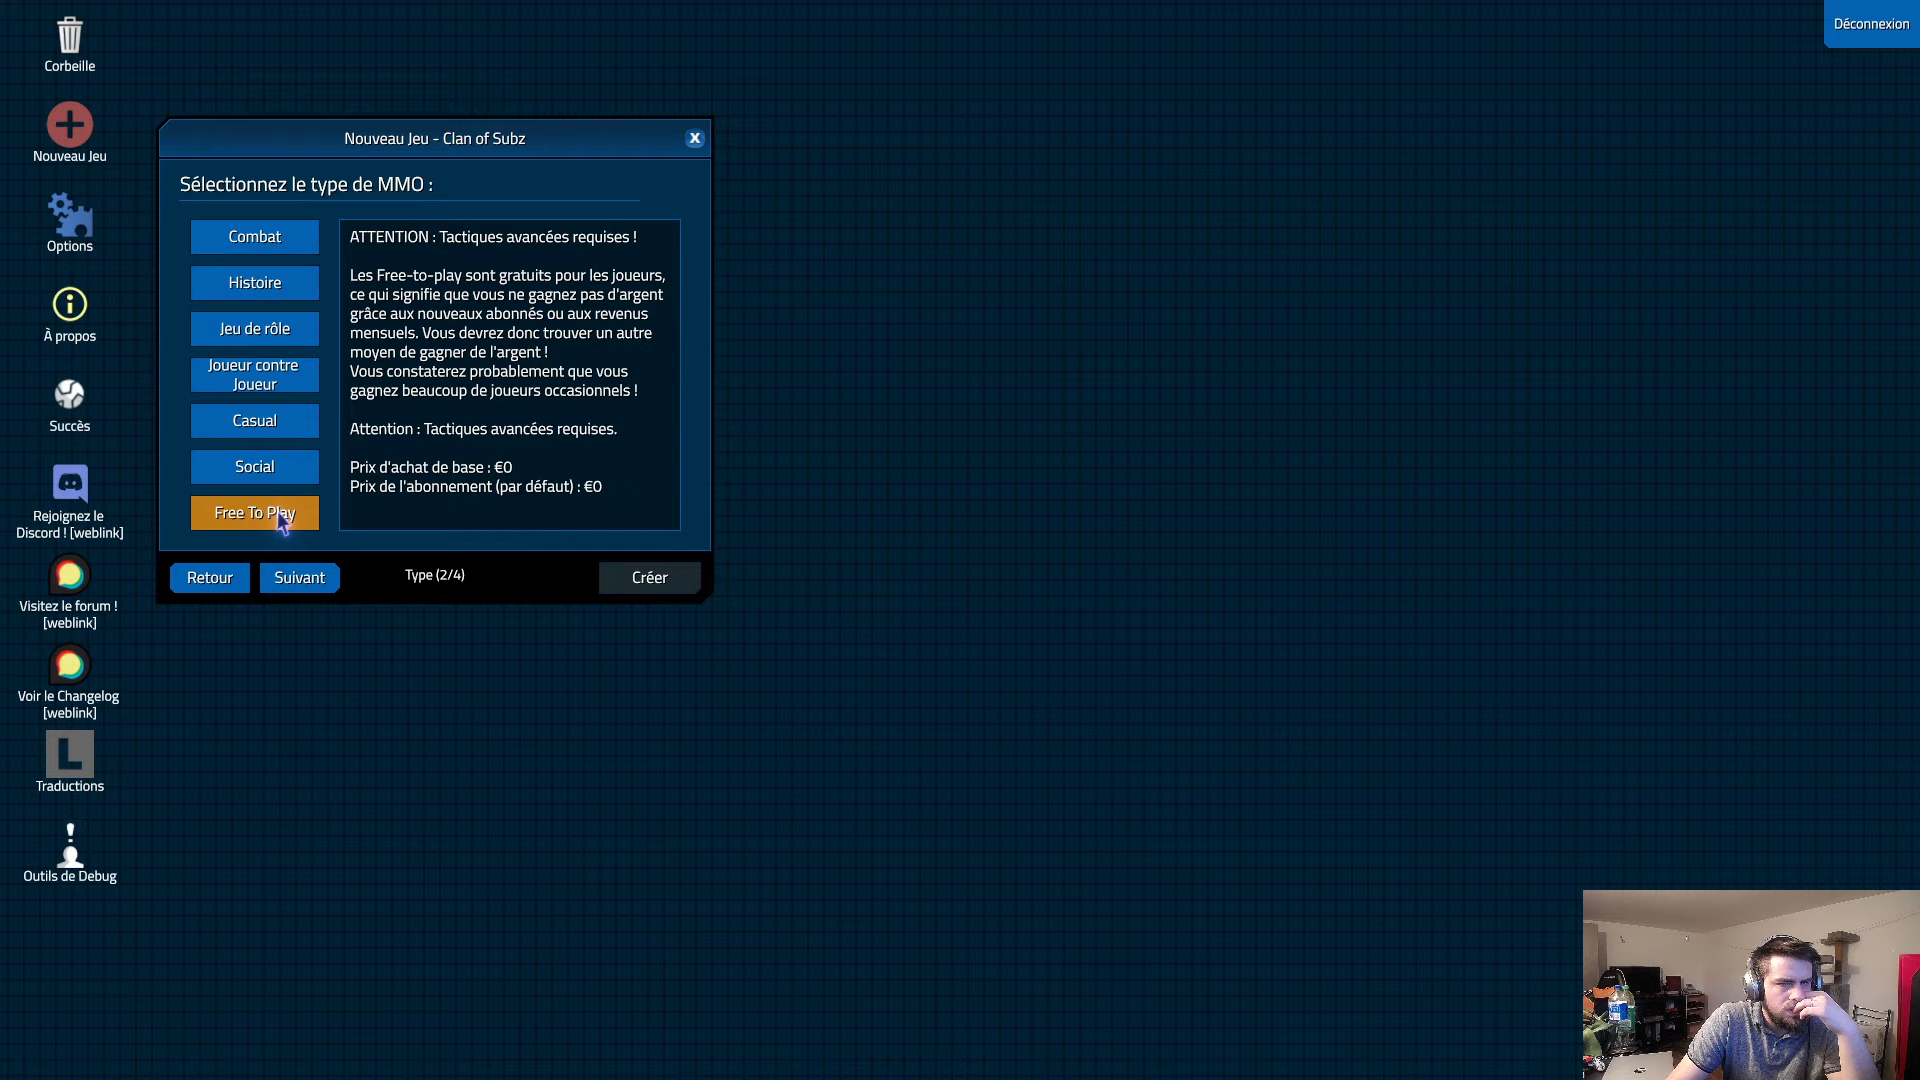 Déconnexion
Corbeille
Nouveau Jeu
Options
À propos
Succès
Rejoignez le
Discord ! [weblink]
Visitez le forum !
[weblink]
Voir le Changelog
[weblink]
L
Traductions
Outils de Debug
Nouveau Jeu - Clan of Subz
X
Sélectionnez le type de MMO :
Combat
Histoire
Jeu de rôle
Joueur contre
Joueur
Casual
Social
Free To Play
ATTENTION : Tactiques avancées requises !
Les Free-to-play sont gratuits pour les joueurs,
ce qui signifie que vous ne gagnez pas d'argent
grâce aux nouveaux abonnés ou aux revenus
mensuels. Vous devrez donc trouver un autre
moyen de gagner de l'argent !
Vous constaterez probablement que vous
gagnez beaucoup de joueurs occasionnels !
Attention : Tactiques avancées requises.
Prix d'achat de base : €0
Prix de l'abonnement (par défaut) : €0
Retour
Suivant
Type (2/4)
Créer